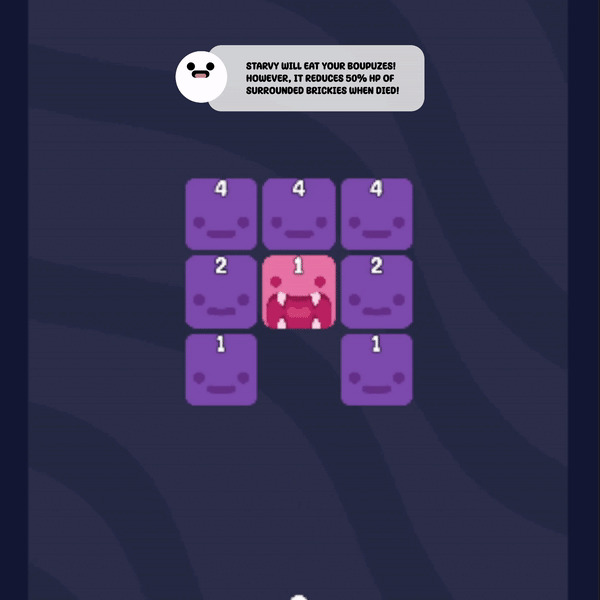 STARVY WILL EAT YOUR BOUPUZES!
HOWEVER, IT REDUCES 50% HP OF
SURROUNDED BRICKIES WHEN DIED!
4 4 4
2 1 2
1 1